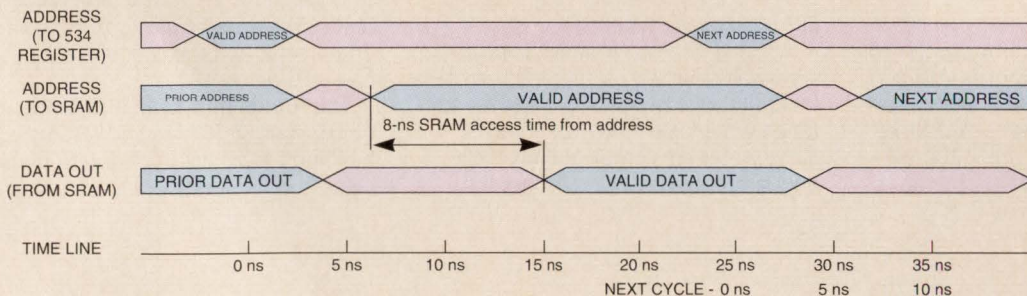 ADDRESS
(TO 534
REGISTER)
VALID ADDRESS
NEXT ADDRESS
ADDRESS
(TO SRAM)
PRIOR ADDRESS
VALID ADDRESS
NEXT ADDRESS
8-ns SRAM access time from address
DATA OUT
(FROM SRAM)
PRIOR DATA OUT
VALID DATA OUT
TIME LINE
0 ns 5 ns 10 ns 15 ns 20 ns 25 ns 30 ns 35 ns
NEXT CYCLE - 0 ns 5 ns 10 ns